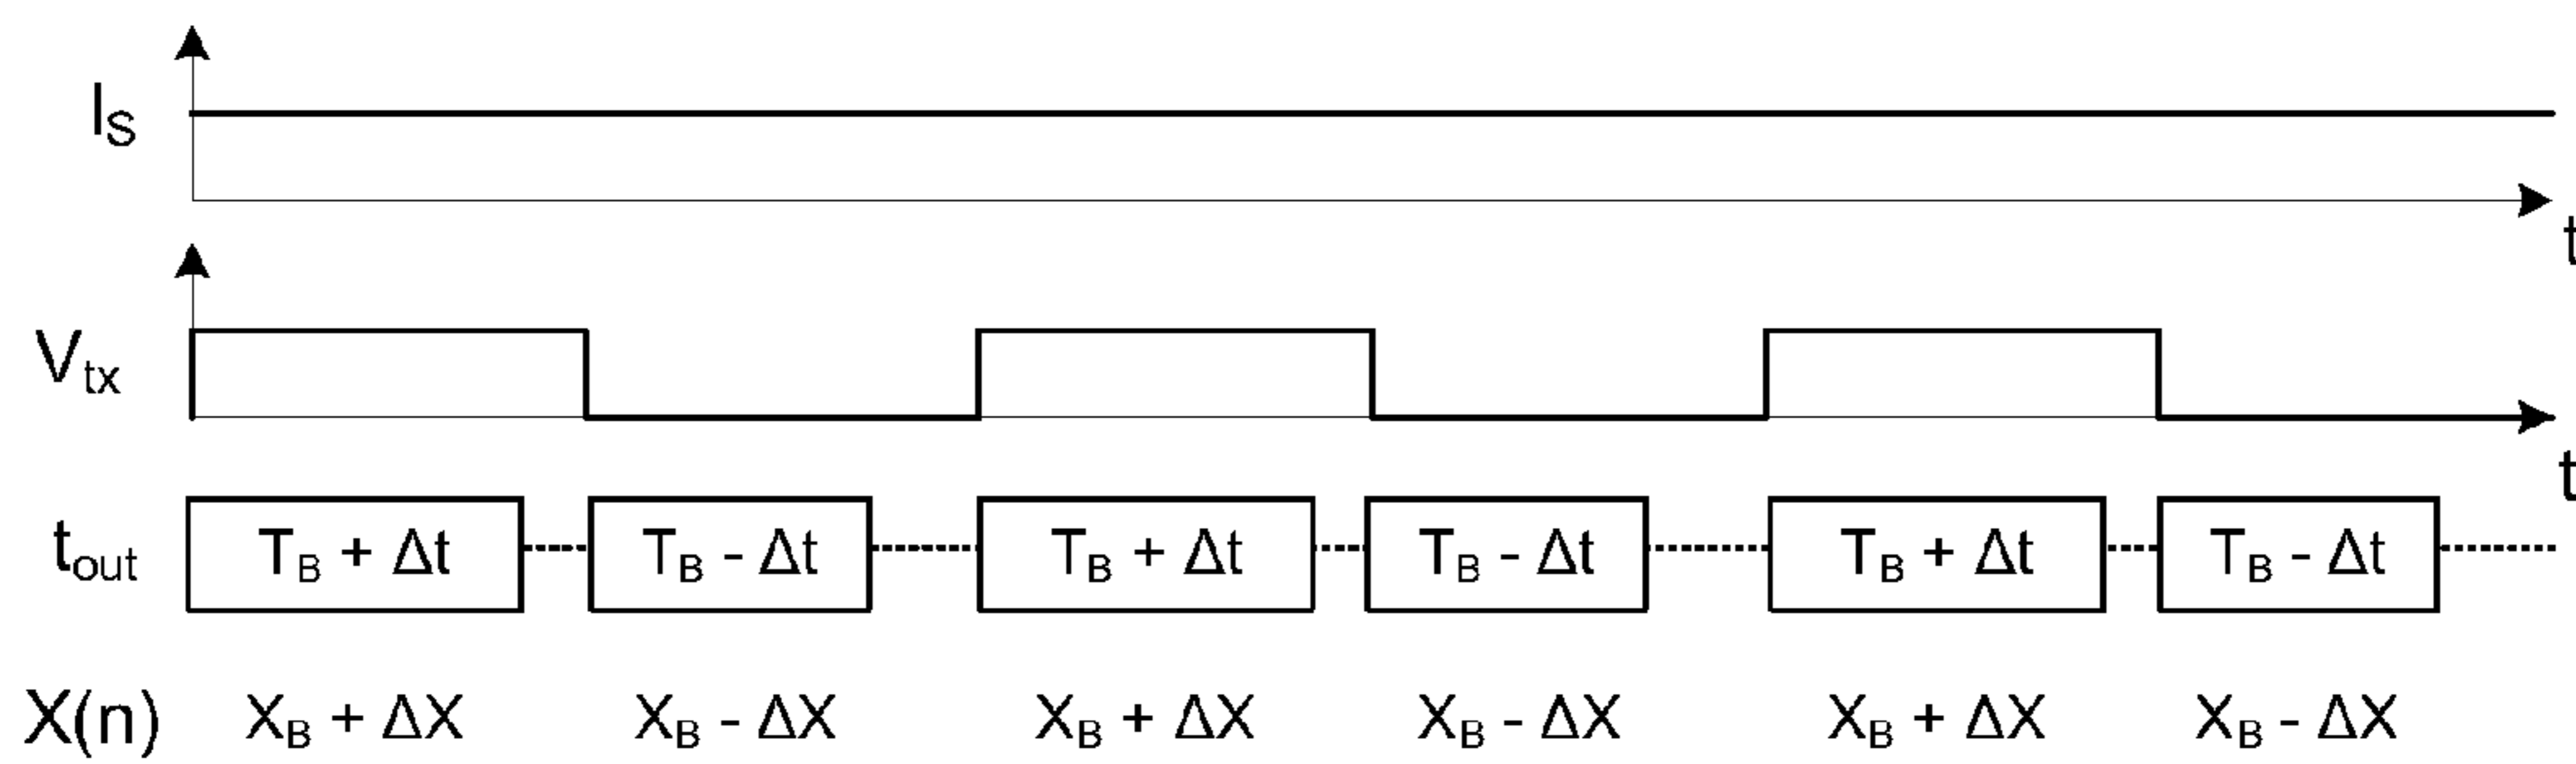 I_S
t
V_tx
t
t_out T_B + Δt T_B - Δt T_B + Δt T_B - Δt T_B + Δt T_B - Δt
X(n) X_B + ΔX X_B - ΔX X_B + ΔX X_B - ΔX X_B + ΔX X_B - ΔX